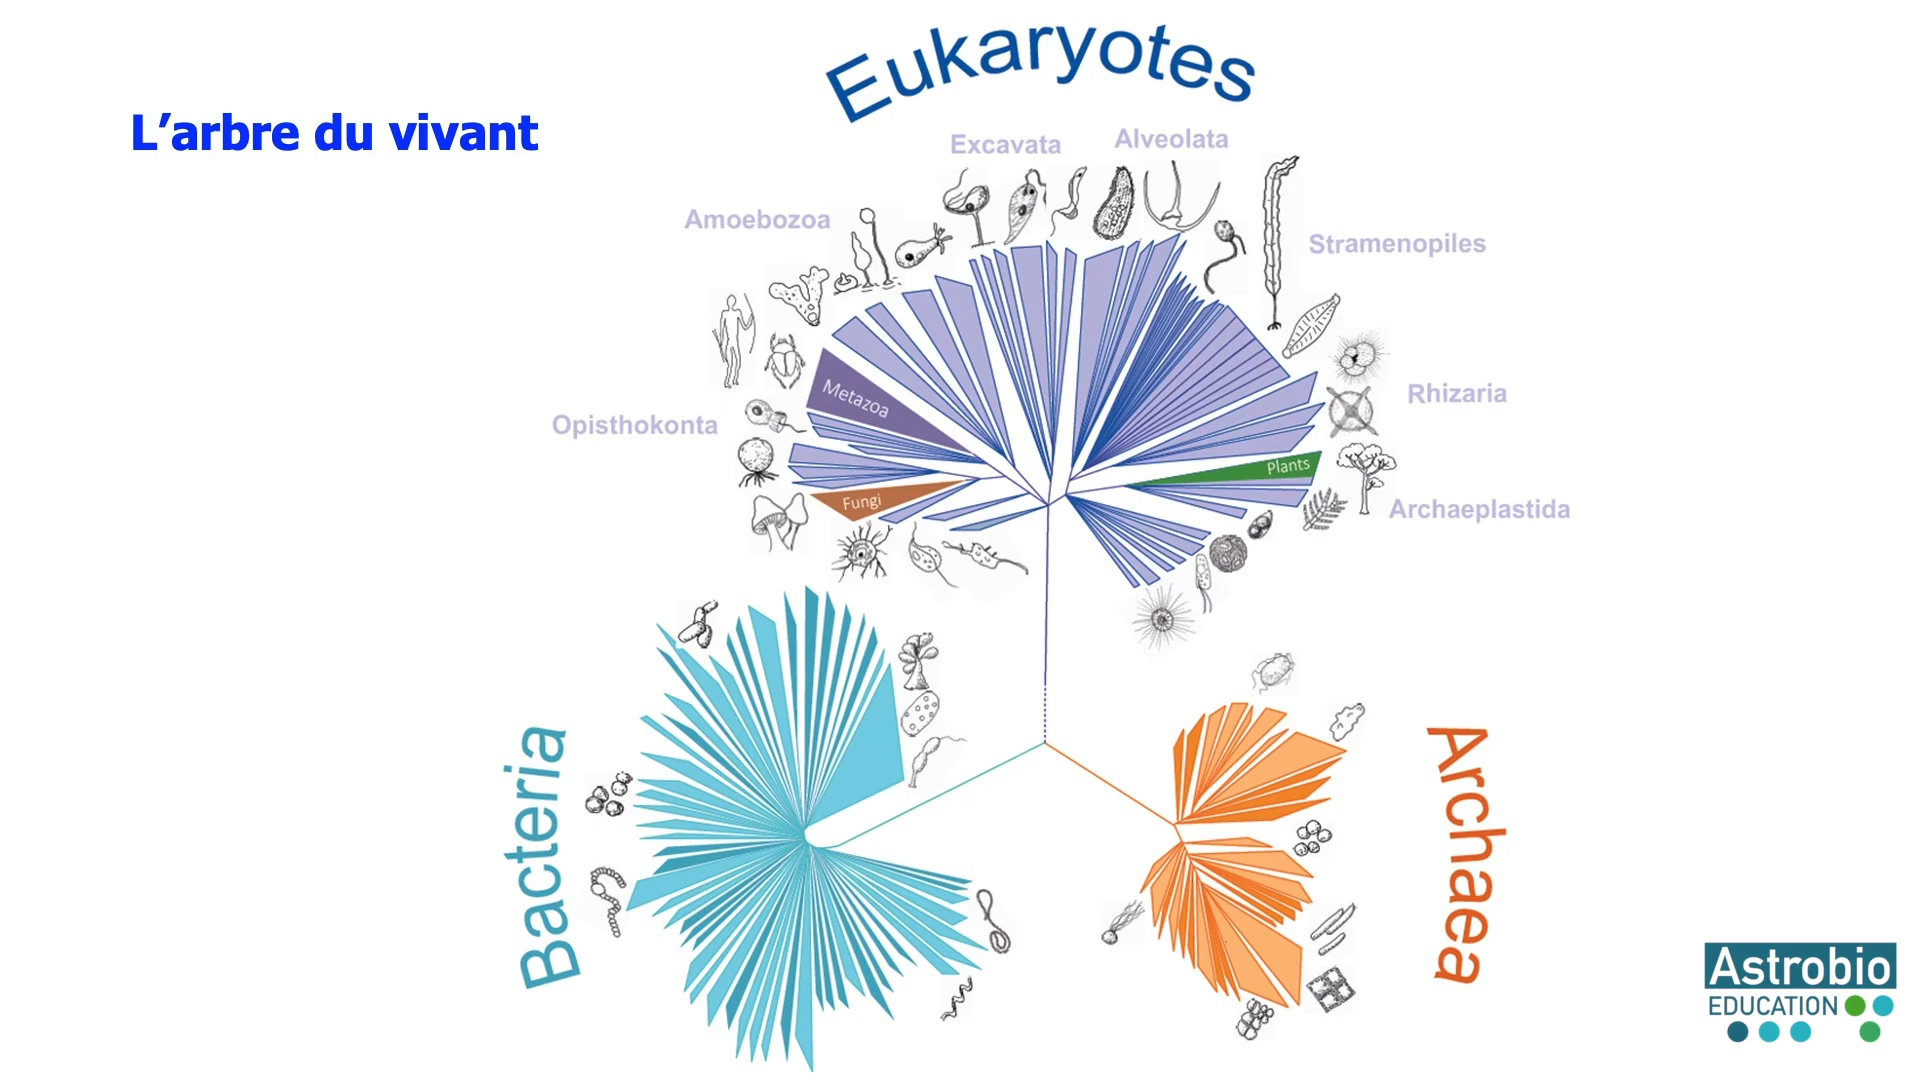 Eukaryotes
L’arbre du vivant
Excavata
Alveolata
Amoebozoa
Stramenopiles
Metazoa
Rhizaria
Opisthokonta
Plants
Fungi
Archaeplastida
Bacteria
Archaea
Astrobio
EDUCATION